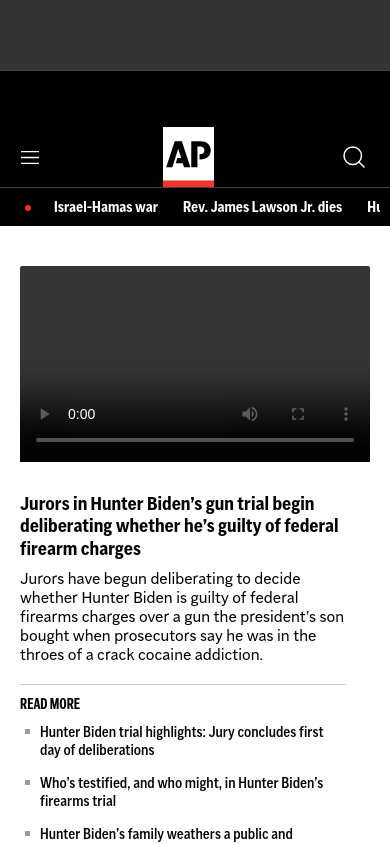 AP
Israel-Hamas war Rev. James Lawson Jr. dies
0:00
Jurors in Hunter Biden’s gun trial begin
deliberating whether he’s guilty of federal
firearm charges
Jurors have begun deliberating to decide
whether Hunter Biden is guilty of federal
firearms charges over a gun the president’s son
bought when prosecutors say he was in the
throes of a crack cocaine addiction.
READ MORE
Hunter Biden trial highlights: Jury concludes first
day of deliberations
Who’s testified, and who might, in Hunter Biden’s
firearms trial
Hunter Biden’s family weathers a public and